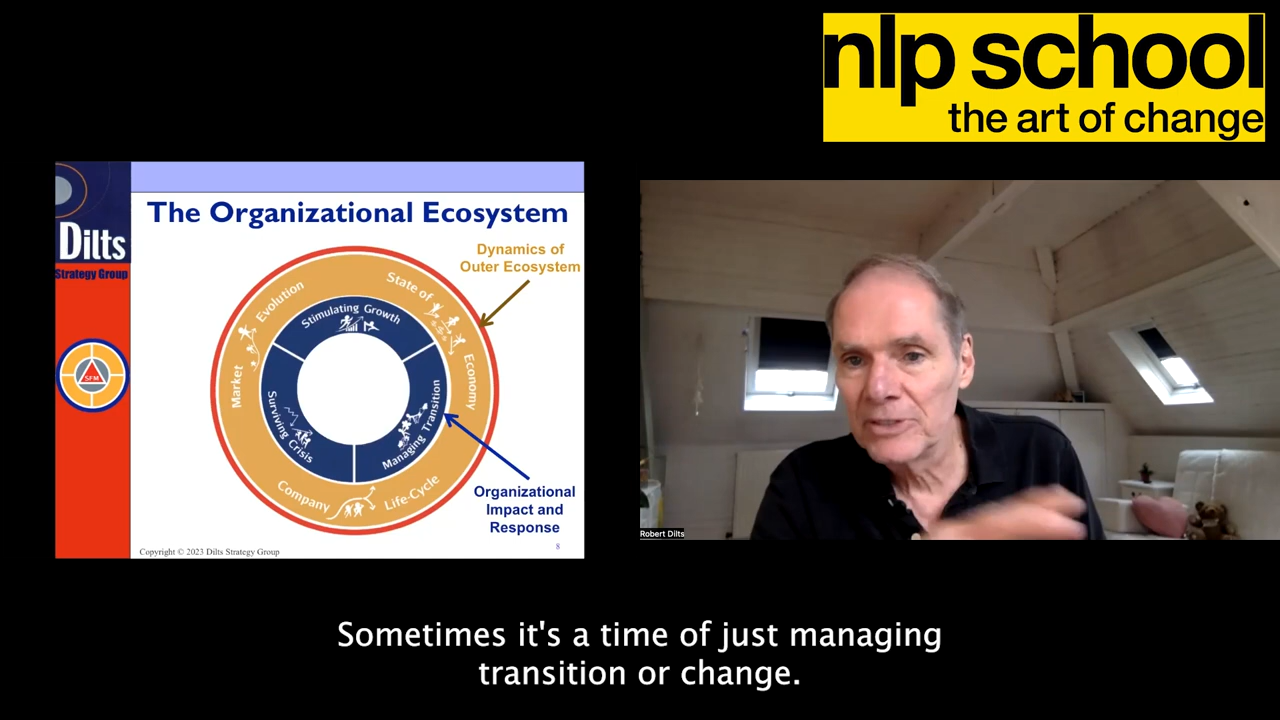 nlp school
the art of change
Dilts
Strategy Group
SFM
The Organizational Ecosystem
Dynamics of
Outer Ecosystem
Market Evolution
State of Economy
Company Life-Cycle
Stimulating Growth
Surviving Crisis
Managing Transition
Organizational
Impact and
Response
Copyright © 2023 Dilts Strategy Group
8
Robert Dilts
Sometimes it's a time of just managing
transition or change.